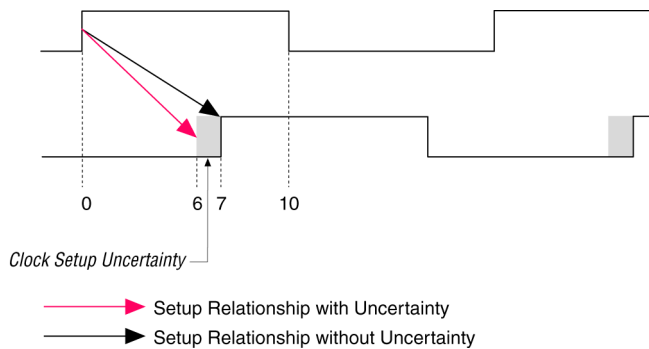 0 6 7 10
Clock Setup Uncertainty
Setup Relationship with Uncertainty
Setup Relationship without Uncertainty